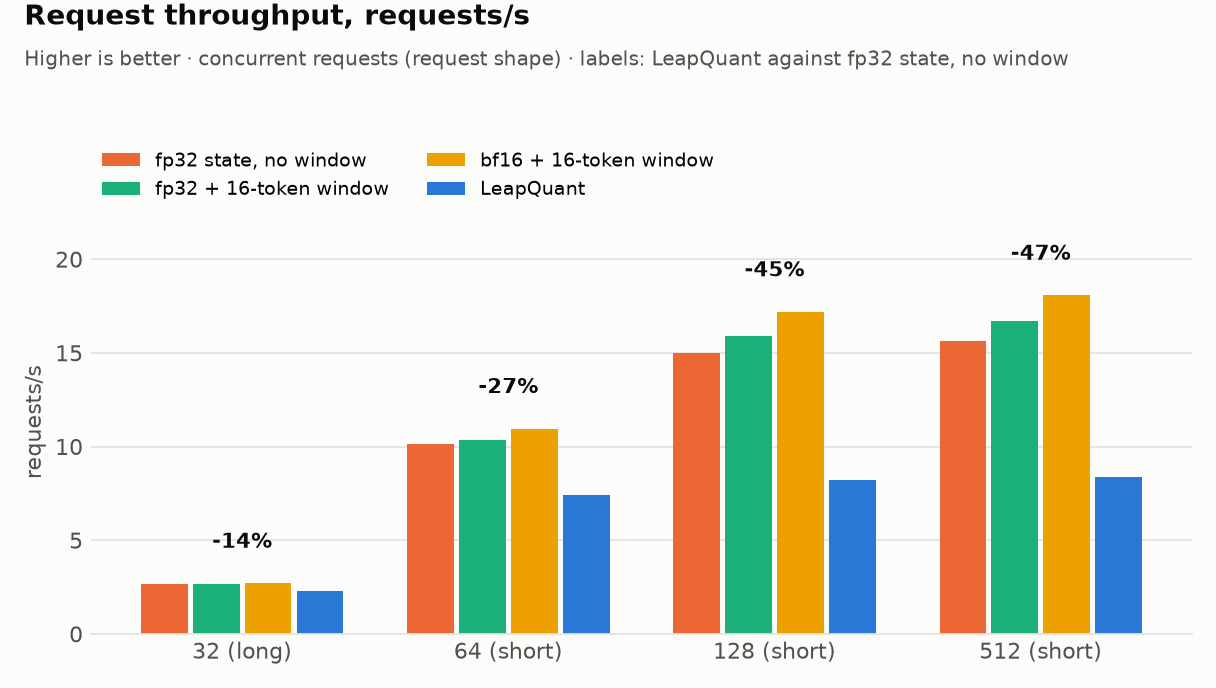 Request throughput, requests/s
Higher is better · concurrent requests (request shape) · labels: LeapQuant against fp32 state, no window
fp32 state, no window
bf16 + 16-token window
fp32 + 16-token window
LeapQuant
requests/s
20
15
10
5
0
-14%
-27%
-45%
-47%
32 (long)
64 (short)
128 (short)
512 (short)